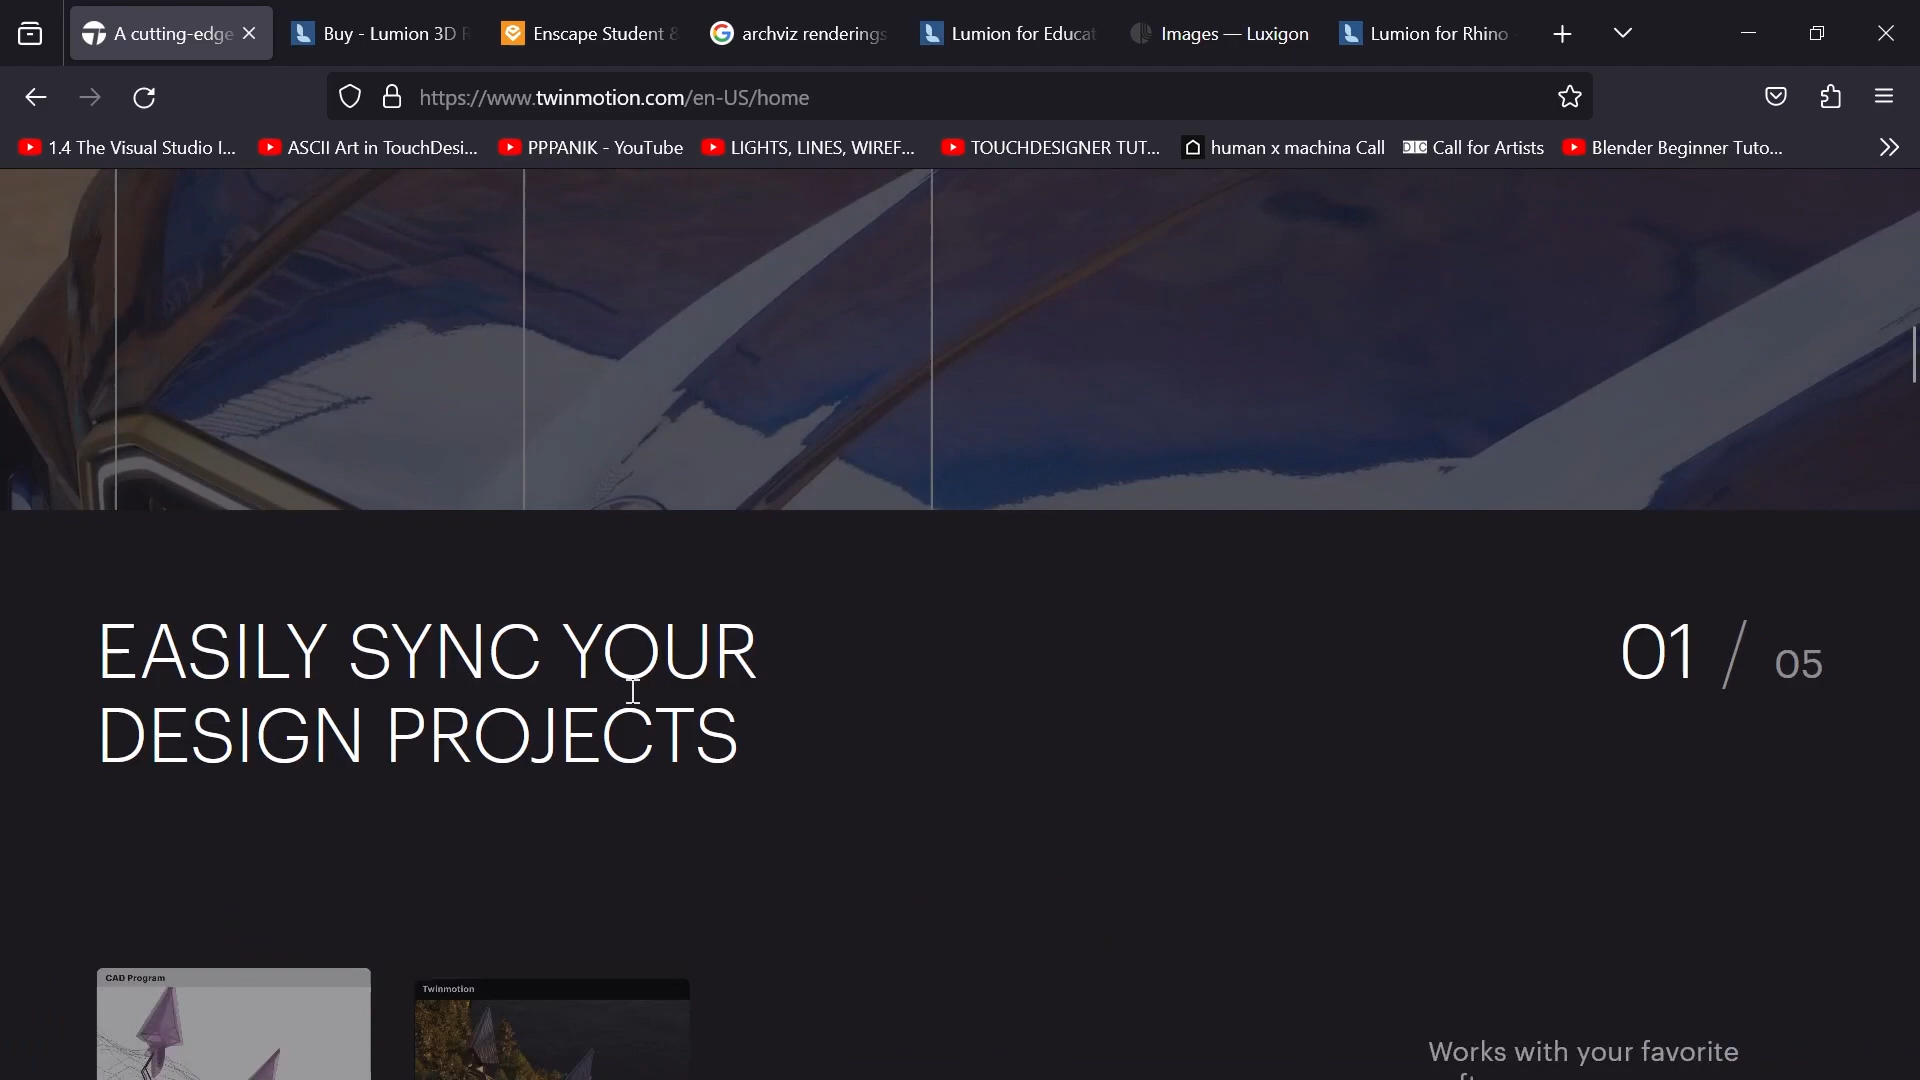 A cutting-edge
Buy - Lumion 3D R
Enscape Student &
archviz renderings
Lumion for Educat
Images — Luxigon
Lumion for Rhino
https://www.twinmotion.com/en-US/home
1.4 The Visual Studio I...
ASCII Art in TouchDesi...
PPPANIK - YouTube
LIGHTS, LINES, WIREF...
TOUCHDESIGNER TUT...
human x machina Call
DIC Call for Artists
Blender Beginner Tuto...
EASILY SYNC YOUR
DESIGN PROJECTS
01 / 05
CAD Program
Twinmotion
Works with your favorite